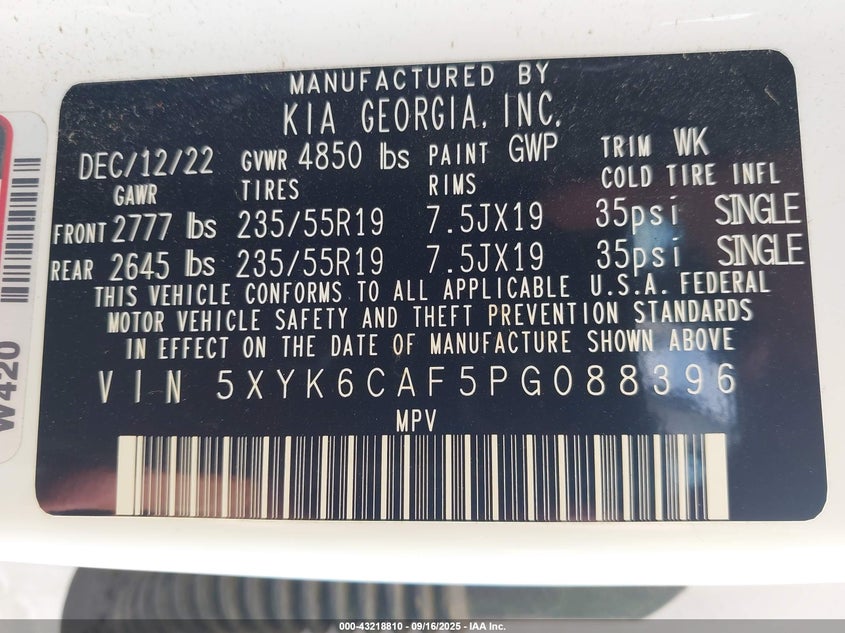 MANUFACTURED BY
KIA GEORGIA, INC.
DEC/12/22 GVWR 4850 lbs PAINT GWP TRIM WK
GAWR TIRES RIMS COLD TIRE INFL
FRONT 2777 lbs 235/55R19 7.5JX19 35psi SINGLE
REAR 2645 lbs 235/55R19 7.5JX19 35psi SINGLE
THIS VEHICLE CONFORMS TO ALL APPLICABLE U.S.A. FEDERAL
MOTOR VEHICLE SAFETY AND THEFT PREVENTION STANDARDS
IN EFFECT ON THE DATE OF MANUFACTURE SHOWN ABOVE
VIN 5XYK6CAF5PG088396
MPV
W420
000-43218810 - 09/16/2025 - IAA Inc.